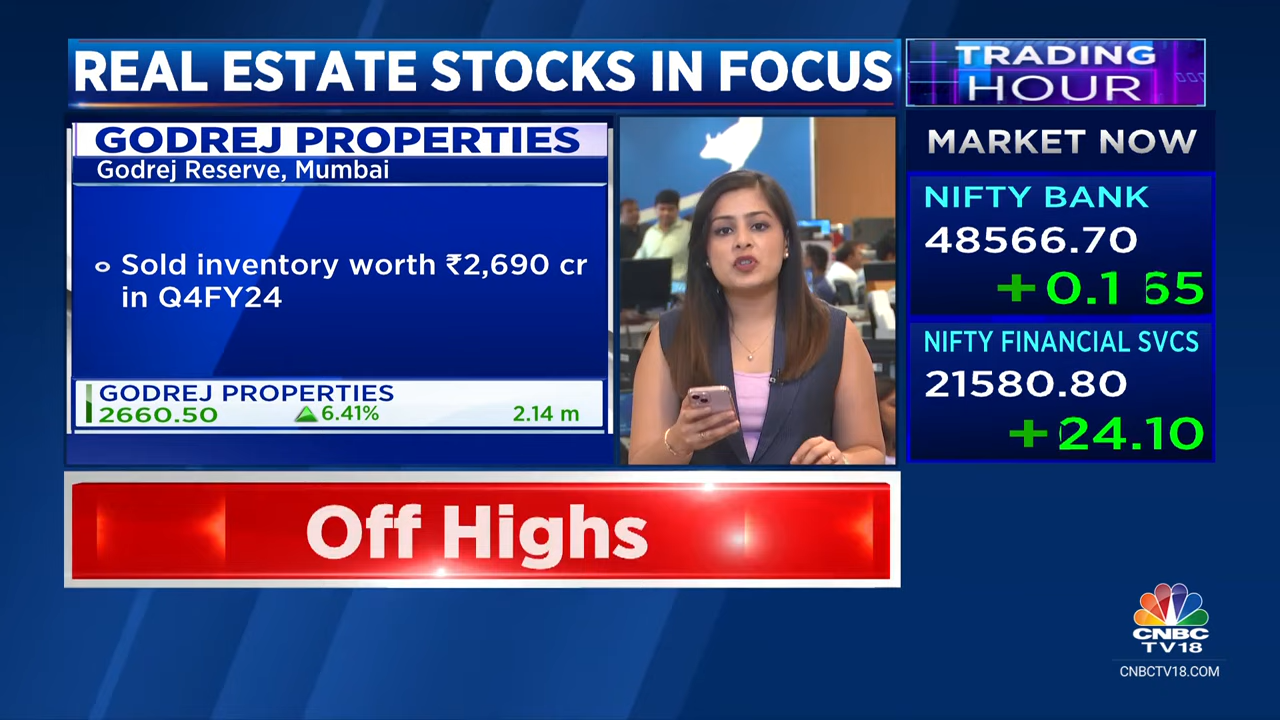 REAL ESTATE STOCKS IN FOCUS
TRADING
HOUR
GODREJ PROPERTIES
Godrej Reserve, Mumbai
Sold inventory worth ₹2,690 cr
in Q4FY24
GODREJ PROPERTIES
2660.50 ▲ 6.41% 2.14 m
MARKET NOW
NIFTY BANK
48566.70
NIFTY FINANCIAL SVCS
21580.80
+24.10
Off Highs
CNBC
TV18
CNBCTV18.COM